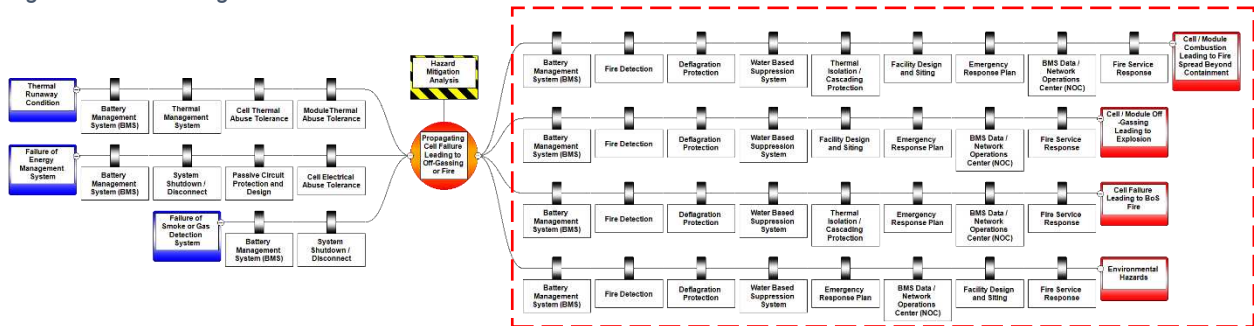 Hazard
Mitigation
Analysis
Thermal
Runaway
Condition
Battery
Management
System (BMS)
Thermal
Management
System
Cell Thermal
Abuse Tolerance
Module Thermal
Abuse Tolerance
Failure of
Energy
Management
System
Battery
Management
System (BMS)
System
Shutdown /
Disconnect
Passive Circuit
Protection and
Design
Cell Electrical
Abuse Tolerance
Failure of
Smoke or Gas
Detection
System
Battery
Management
System (BMS)
System
Shutdown /
Disconnect
Propagating
Cell Failure
Leading to
Off-Gassing
or Fire
Battery
Management
System (BMS)
Fire Detection
Deflagration
Protection
Water Based
Suppression
System
Thermal
Isolation /
Cascading
Protection
Facility Design
and Siting
Emergency
Response Plan
BMS Data /
Network
Operations
Center (NOC)
Fire Service
Response
Cell / Module
Combustion
Leading to Fire
Spread Beyond
Containment
Battery
Management
System (BMS)
Fire Detection
Deflagration
Protection
Water Based
Suppression
System
Facility Design
and Siting
Emergency
Response Plan
BMS Data /
Network
Operations
Center (NOC)
Fire Service
Response
Cell / Module Off
-Gassing
Leading to
Explosion
Battery
Management
System (BMS)
Fire Detection
Deflagration
Protection
Water Based
Suppression
System
Thermal
Isolation /
Cascading
Protection
Emergency
Response Plan
BMS Data /
Network
Operations
Center (NOC)
Fire Service
Response
Cell Failure
Leading to BoS
Fire
Battery
Management
System (BMS)
Fire Detection
Deflagration
Protection
Water Based
Suppression
System
Emergency
Response Plan
BMS Data /
Network
Operations
Center (NOC)
Facility Design
and Siting
Fire Service
Response
Environmental
Hazards